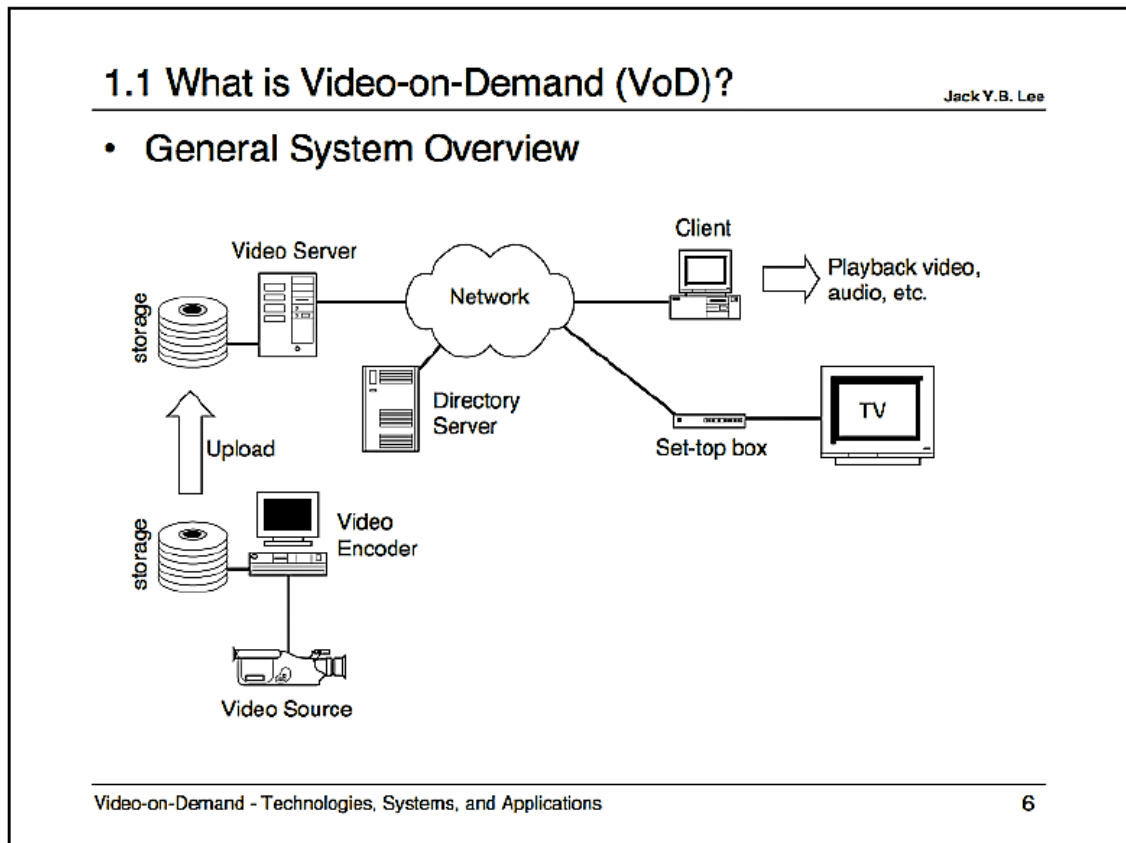 1.1 What is Video-on-Demand (VoD)?
Jack Y.B. Lee
• General System Overview
Client
Video Server
Playback video,
audio, etc.
Network
storage
Directory
Server
TV
Set-top box
Upload
Video
Encoder
storage
Video Source
Video-on-Demand - Technologies, Systems, and Applications
6